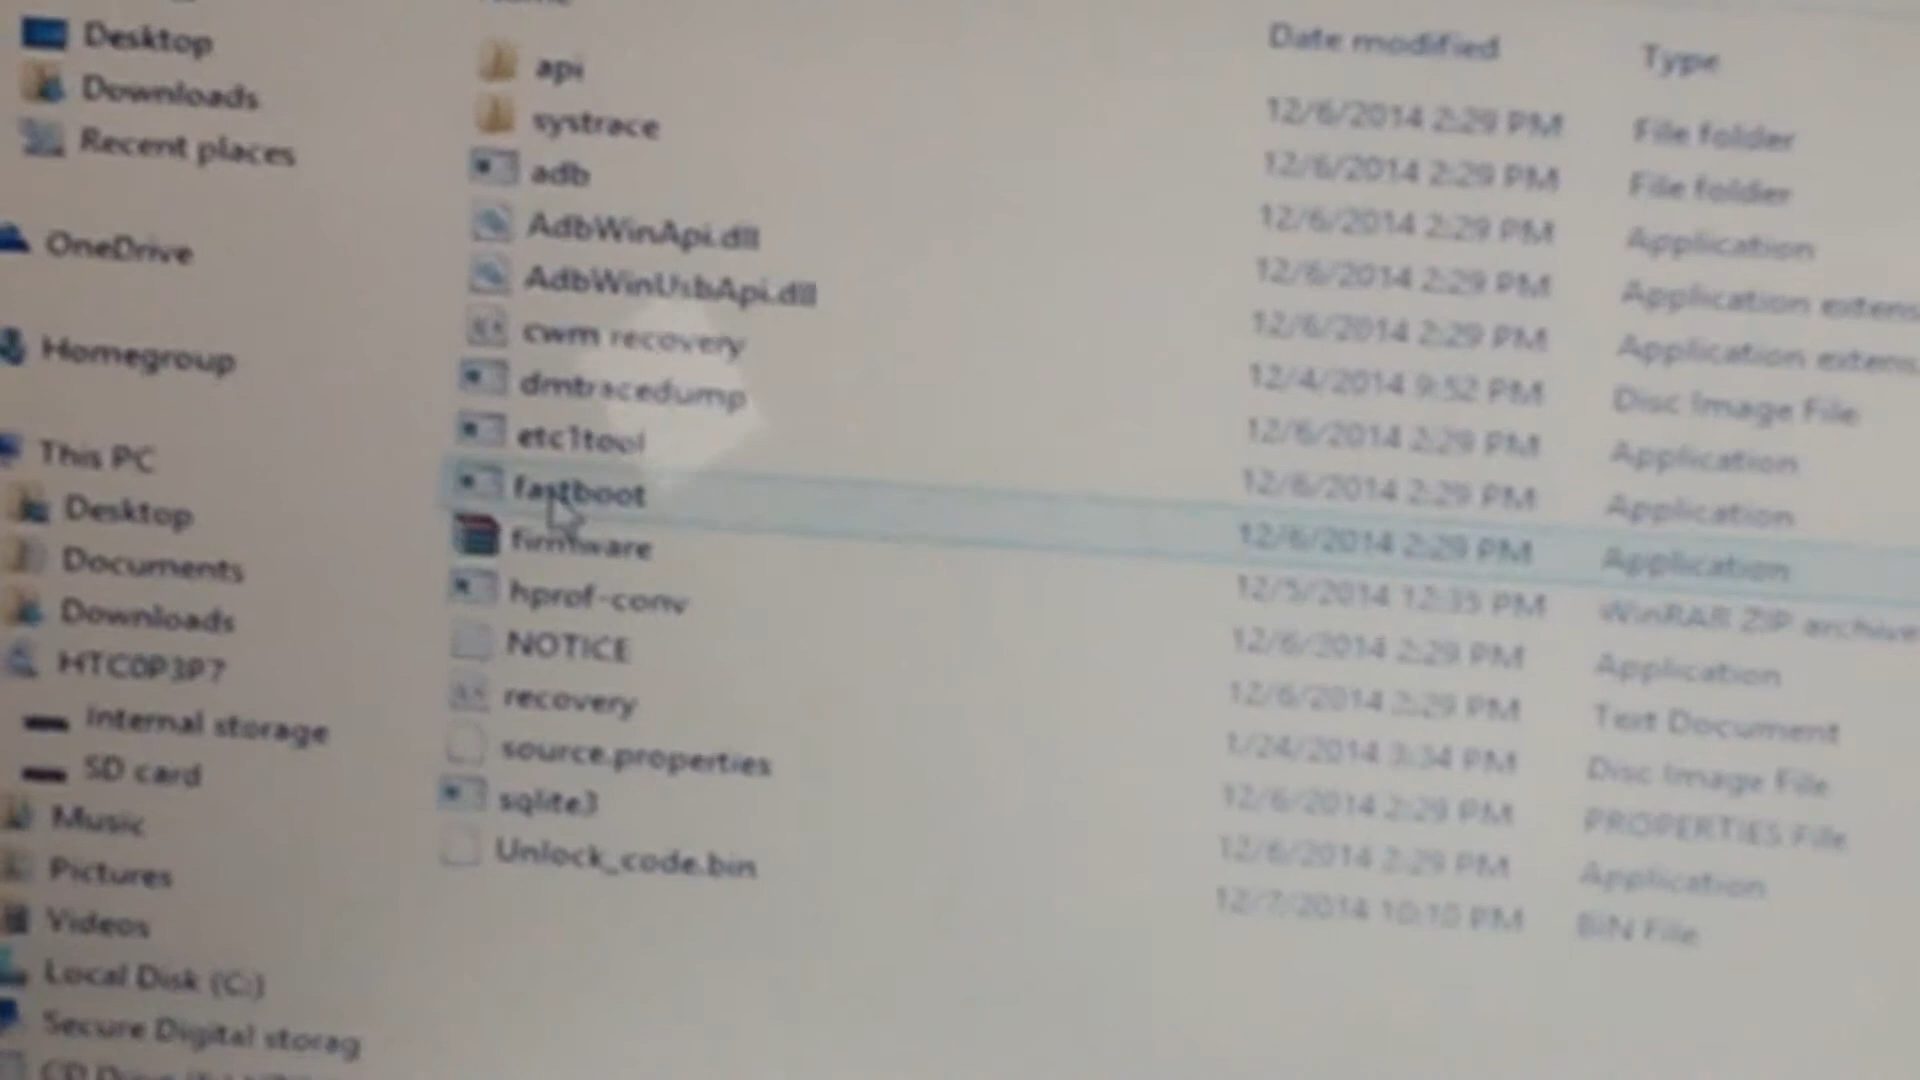 Desktop
Downloads
Recent places
OneDrive
Homegroup
This PC
Desktop
Documents
Downloads
HTC0P3P7
Internal storage
SD card
Music
Pictures
Videos
Local Disk (C:)
Secure Digital storag
Date modified Type
api 12/6/2014 2:29 PM File folder
systrace 12/6/2014 2:29 PM File folder
adb 12/6/2014 2:29 PM Application
AdbWinApi.dll 12/6/2014 2:29 PM Application extens
AdbWinUsbApi.dll 12/6/2014 2:29 PM Application extens
cwm recovery 12/4/2014 9:52 PM Disc Image File
dmtracedump 12/6/2014 2:29 PM Application
etc1tool 12/6/2014 2:29 PM Application
fastboot 12/6/2014 2:29 PM Application
firmware 12/5/2014 12:35 PM WinRAR ZIP archive
hprof-conv 12/6/2014 2:29 PM Application
NOTICE 12/6/2014 2:29 PM Text Document
recovery 1/24/2014 3:34 PM Disc Image File
source.properties 12/6/2014 2:29 PM PROPERTIES File
sqlite3 12/6/2014 2:29 PM Application
Unlock_code.bin 12/7/2014 10:10 PM BIN File